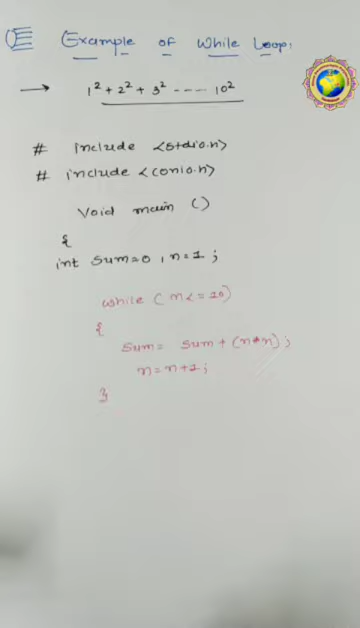 Example of While Loop:
→ 1² + 2² + 3² ---- 10²
# include <stdio.h>
# include <conio.h>
Void main ()
{
int sum=0, n=1;
while (n<=10)
{
sum= sum+(n*n);
n=n+1;
}